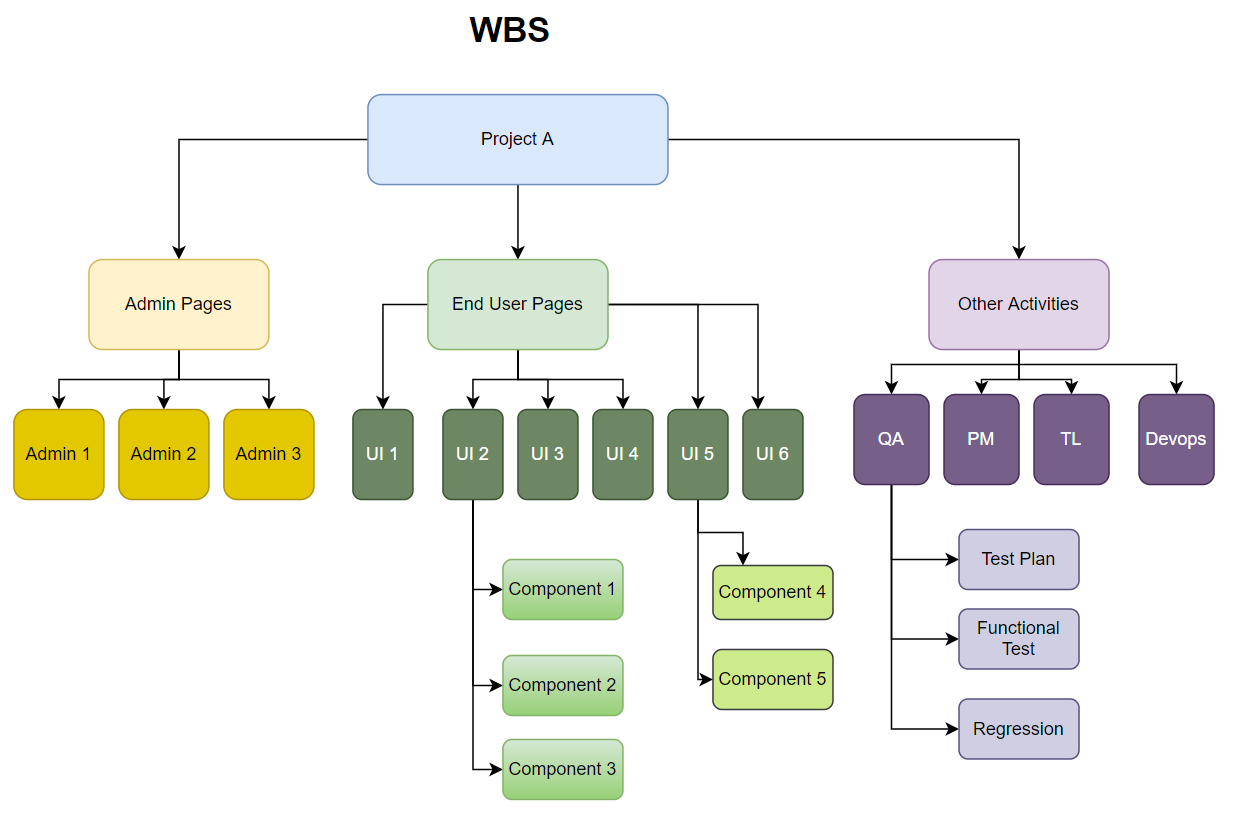 WBS
Project A
Admin Pages
End User Pages
Other Activities
Admin 1
Admin 2
Admin 3
UI 1
UI 2
UI 3
UI 4
UI 5
UI 6
QA
PM
TL
Devops
Component 1
Component 2
Component 3
Component 4
Component 5
Test Plan
Functional
Test
Regression